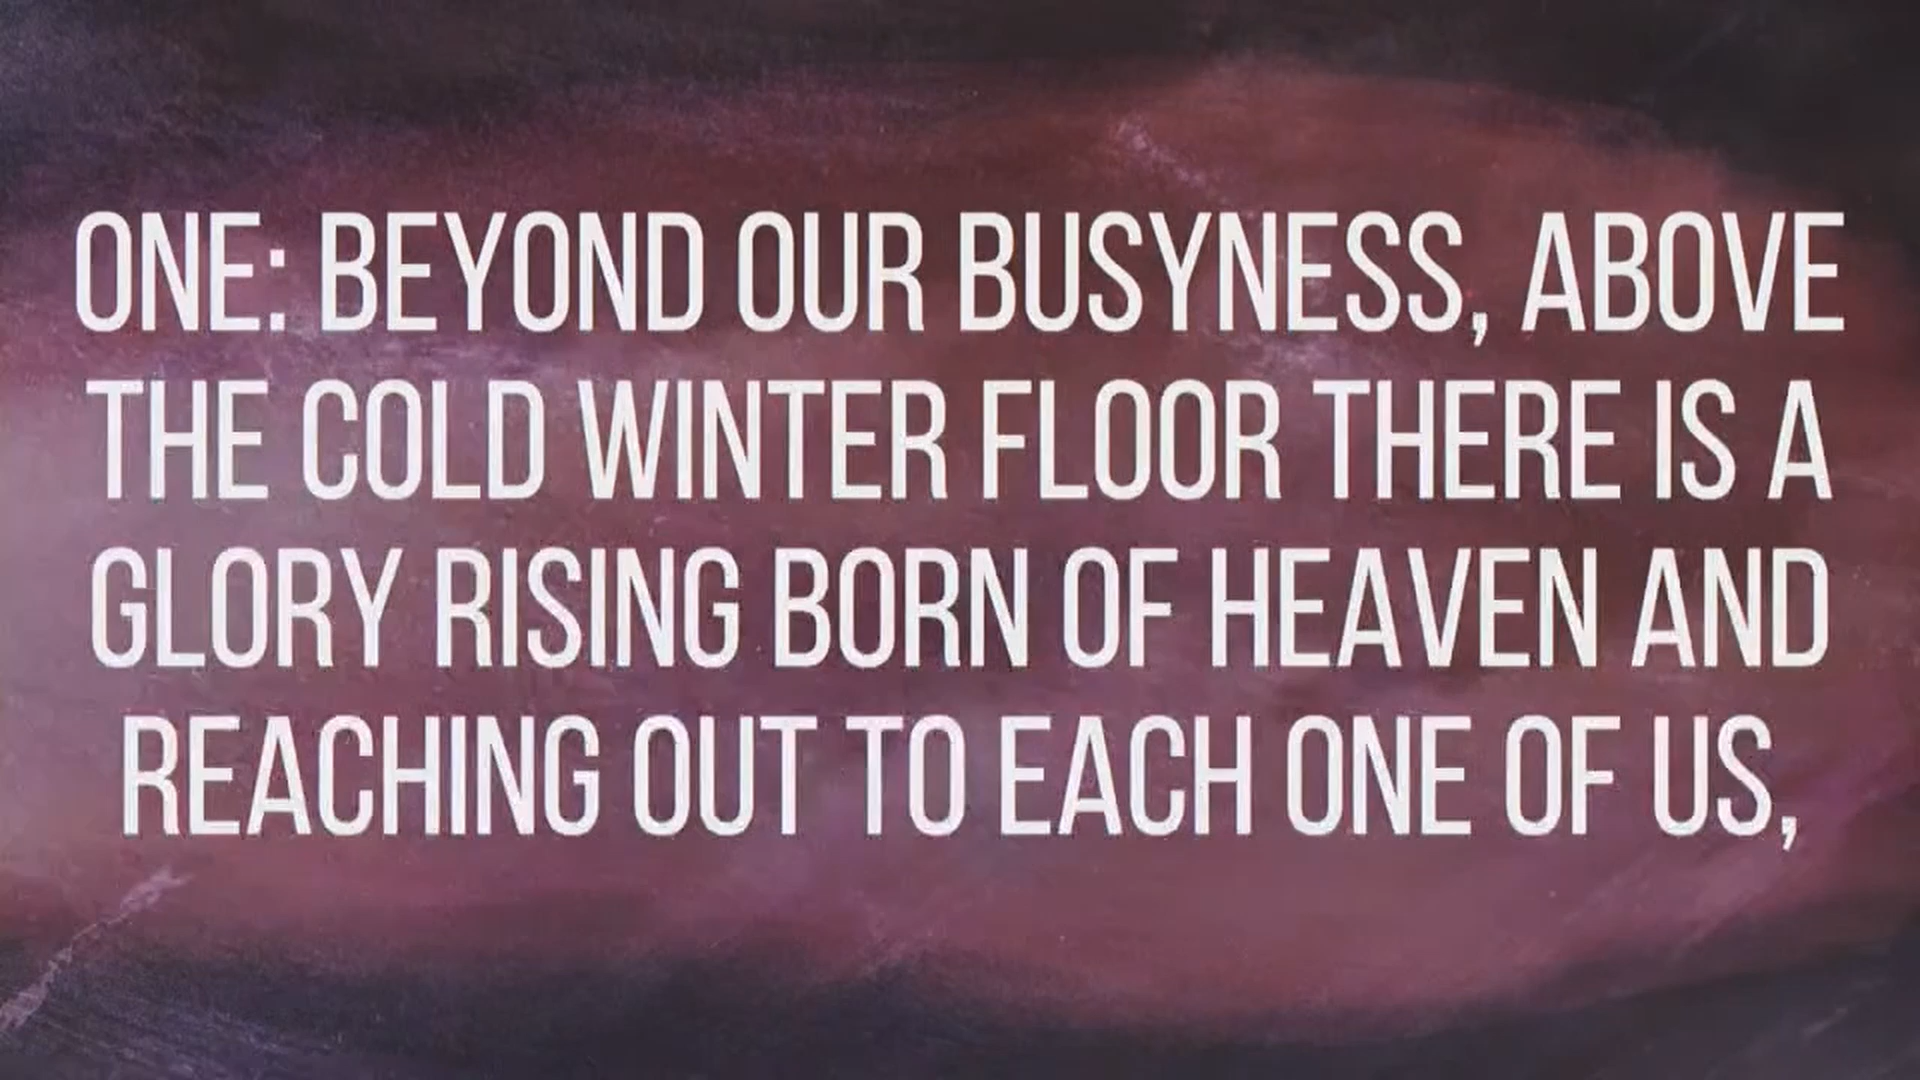 ONE: BEYOND OUR BUSYNESS, ABOVE
THE COLD WINTER FLOOR THERE IS A
GLORY RISING BORN OF HEAVEN AND
REACHING OUT TO EACH ONE OF US,